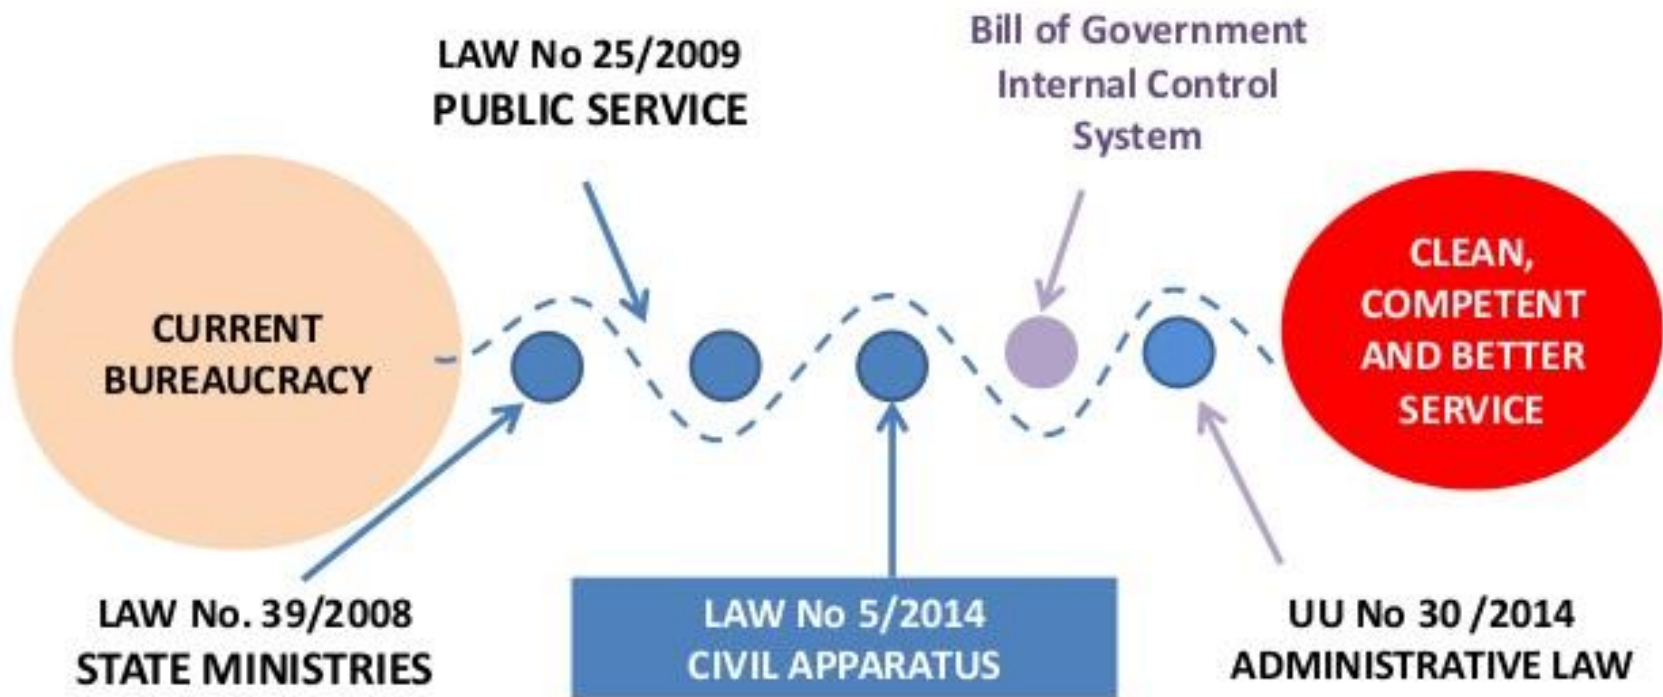 LAW No 25/2009
PUBLIC SERVICE
Bill of Government
Internal Control
System
CURRENT
BUREAUCRACY
CLEAN,
COMPETENT
AND BETTER
SERVICE
LAW No. 39/2008
STATE MINISTRIES
LAW No 5/2014
CIVIL APPARATUS
UU No 30 /2014
ADMINISTRATIVE LAW